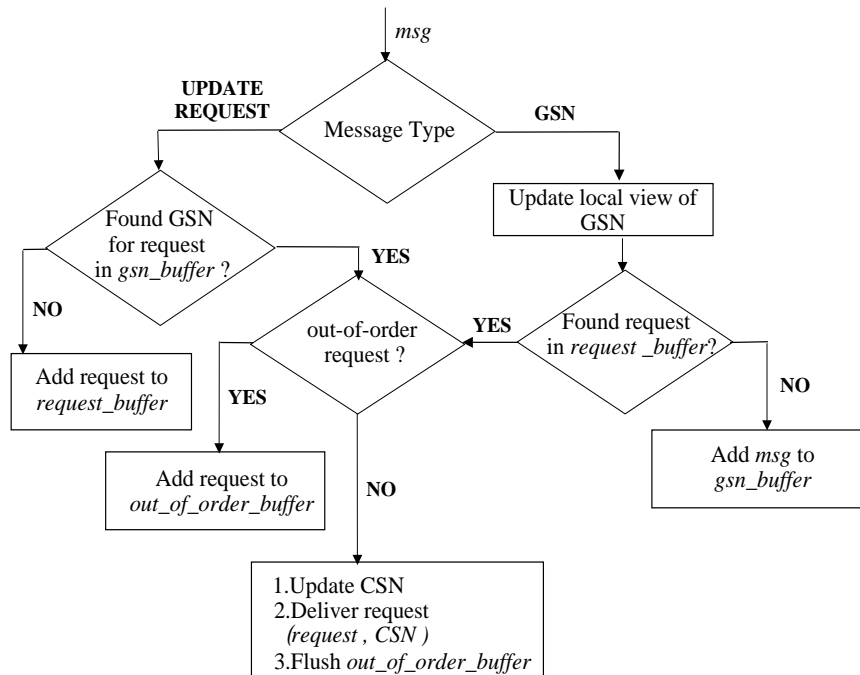 msg
UPDATE
REQUEST
Message Type
GSN
Update local view of
GSN
Found GSN
for request
in gsn_buffer ?
YES
NO
out-of-order
request ?
YES
Found request
in request _buffer?
NO
Add request to
request_buffer
YES
Add request to
out_of_order_buffer
NO
Add msg to
gsn_buffer
1.Update CSN
2.Deliver request
(request , CSN )
3.Flush out_of_order_buffer